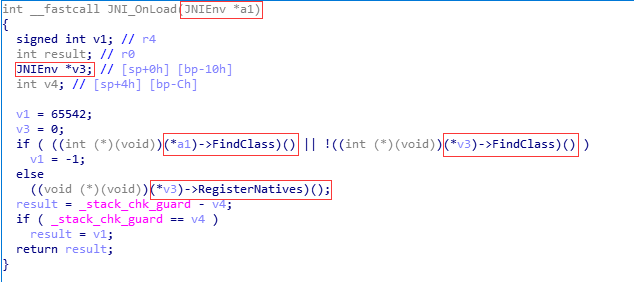 int __fastcall JNI_OnLoad(JNIEnv *a1)
{
signed int v1; // r4
int result; // r0
JNIEnv *v3; // [sp+0h] [bp-10h]
int v4; // [sp+4h] [bp-Ch]
v1 = 65542;
v3 = 0;
if ( ((int (*)(void))(*a1)->FindClass)() || !((int (*)(void))(*v3)->FindClass)() )
v1 = -1;
else
((void (*)(void))(*v3)->RegisterNatives)();
result = _stack_chk_guard - v4;
if ( _stack_chk_guard == v4 )
result = v1;
return result;
}